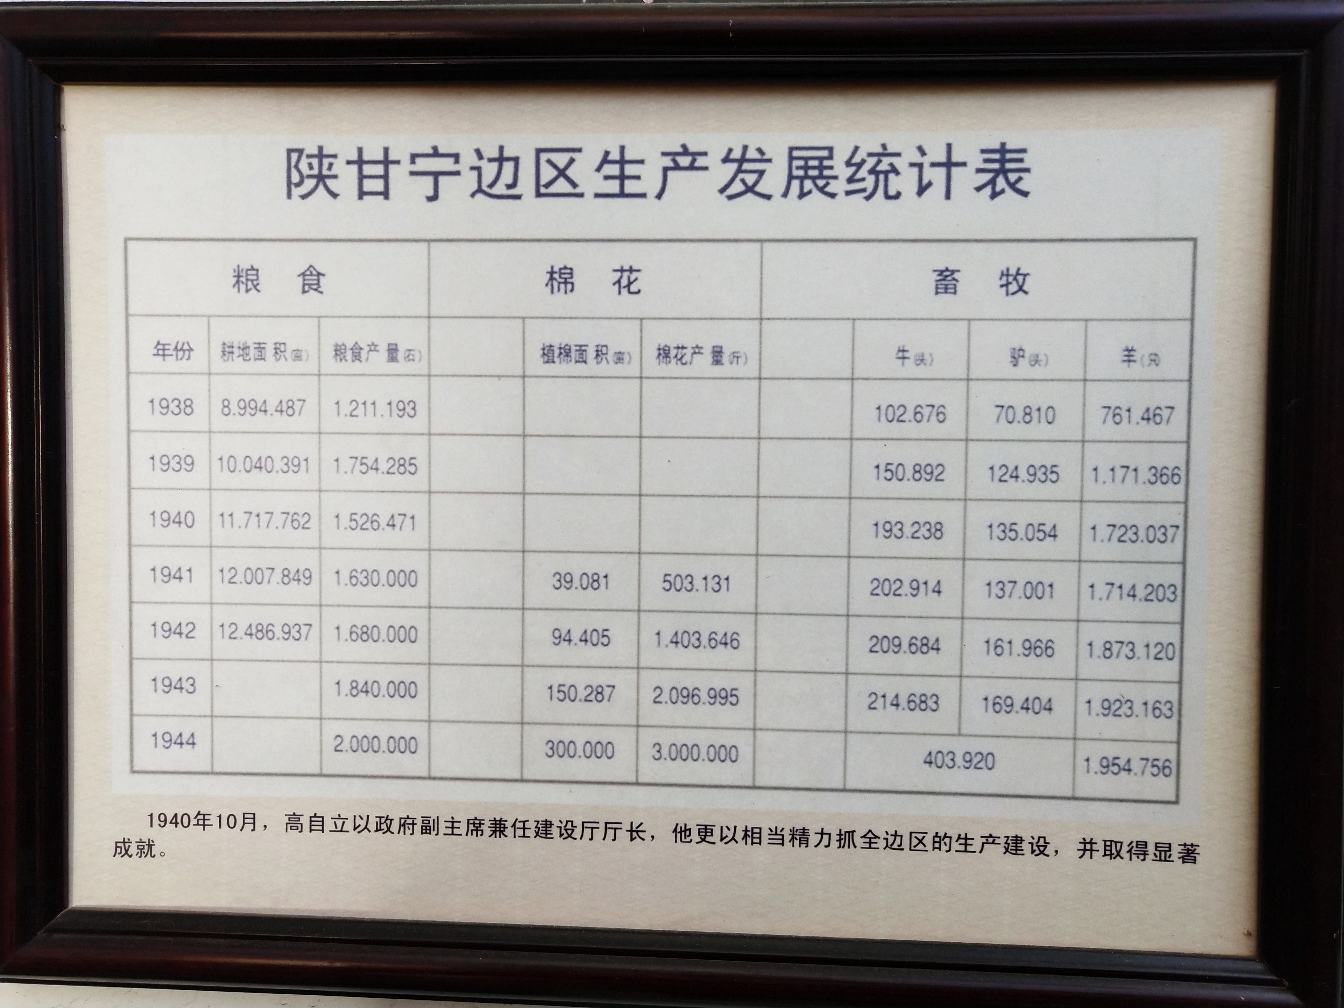 陕甘宁边区生产发展统计表
粮 食 棉 花 畜 牧
年份 耕地面积(亩) 粮食产量(石) 植棉面积(亩) 棉花产量(斤) 牛(头) 驴(头) 羊(只)
1938 8.994.487 1.211.193 102.676 70.810 761.467
1939 10.040.391 1.754.285 150.892 124.935 1.171.366
1940 11.717.762 1.526.471 193.238 135.054 1.723.037
1941 12.007.849 1.630.000 39.081 503.131 202.914 137.001 1.714.203
1942 12.486.937 1.680.000 94.405 1.403.646 209.684 161.966 1.873.120
1943 1.840.000 150.287 2.096.995 214.683 169.404 1.923.163
1944 2.000.000 300.000 3.000.000 403.920 1.954.756
1940年10月，高自立以政府副主席兼任建设厅厅长，他更以相当精力抓全边区的生产建设，并取得显著
成就。